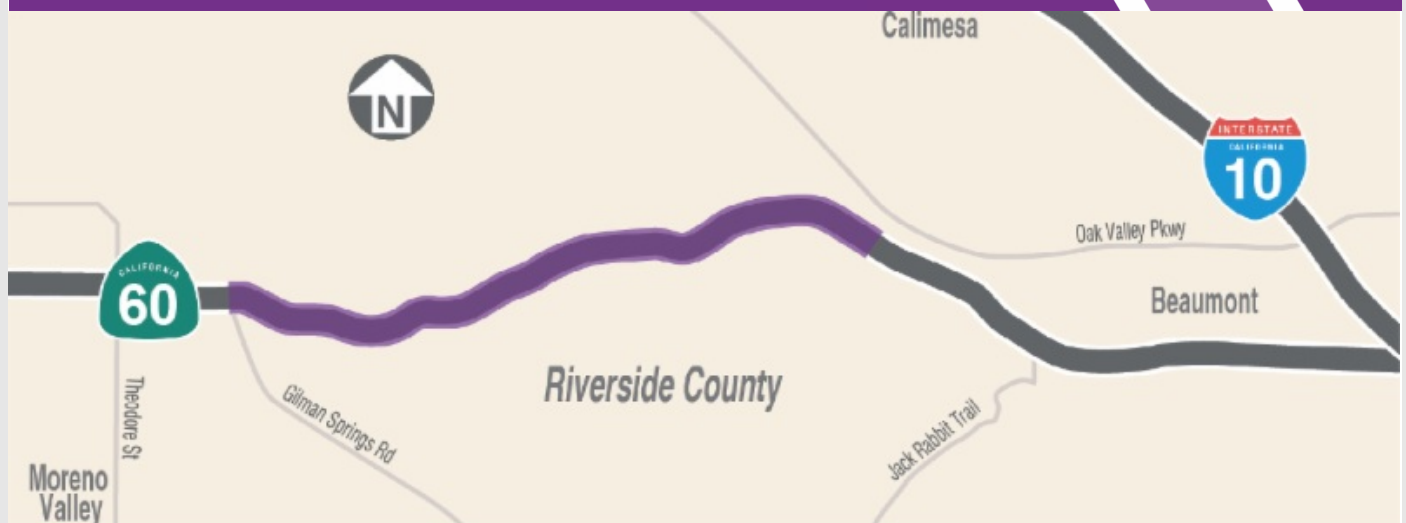 Calimesa
N
INTERSTATE
CALIFORNIA
10
Oak Valley Pkwy
CALIFORNIA
60
Beaumont
Riverside County
Theodore St
Gilman Springs Rd
Jack Rabbit Trail
Moreno
Valley